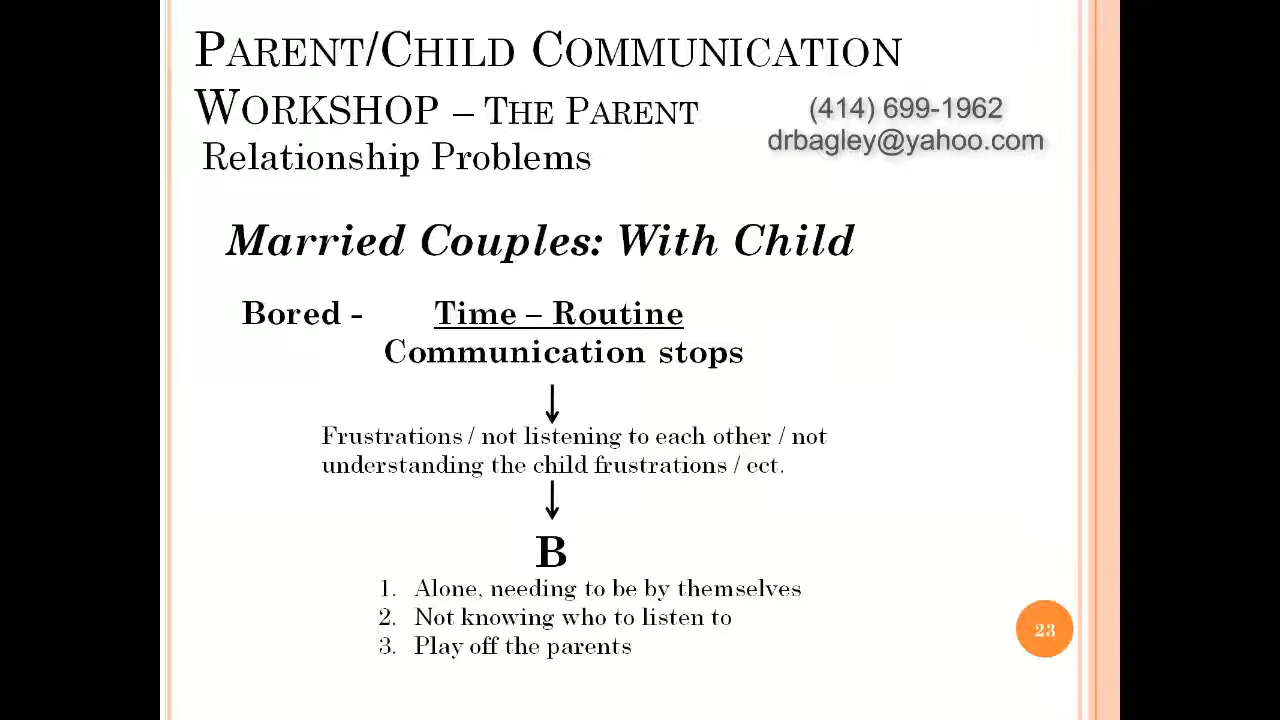 PARENT/CHILD COMMUNICATION
WORKSHOP – THE PARENT
(414) 699-1962
drbagley@yahoo.com
Relationship Problems
Married Couples: With Child
Bored - Time – Routine
Communication stops
Frustrations / not listening to each other / not
understanding the child frustrations / ect.
B
1. Alone, needing to be by themselves
2. Not knowing who to listen to
3. Play off the parents
23